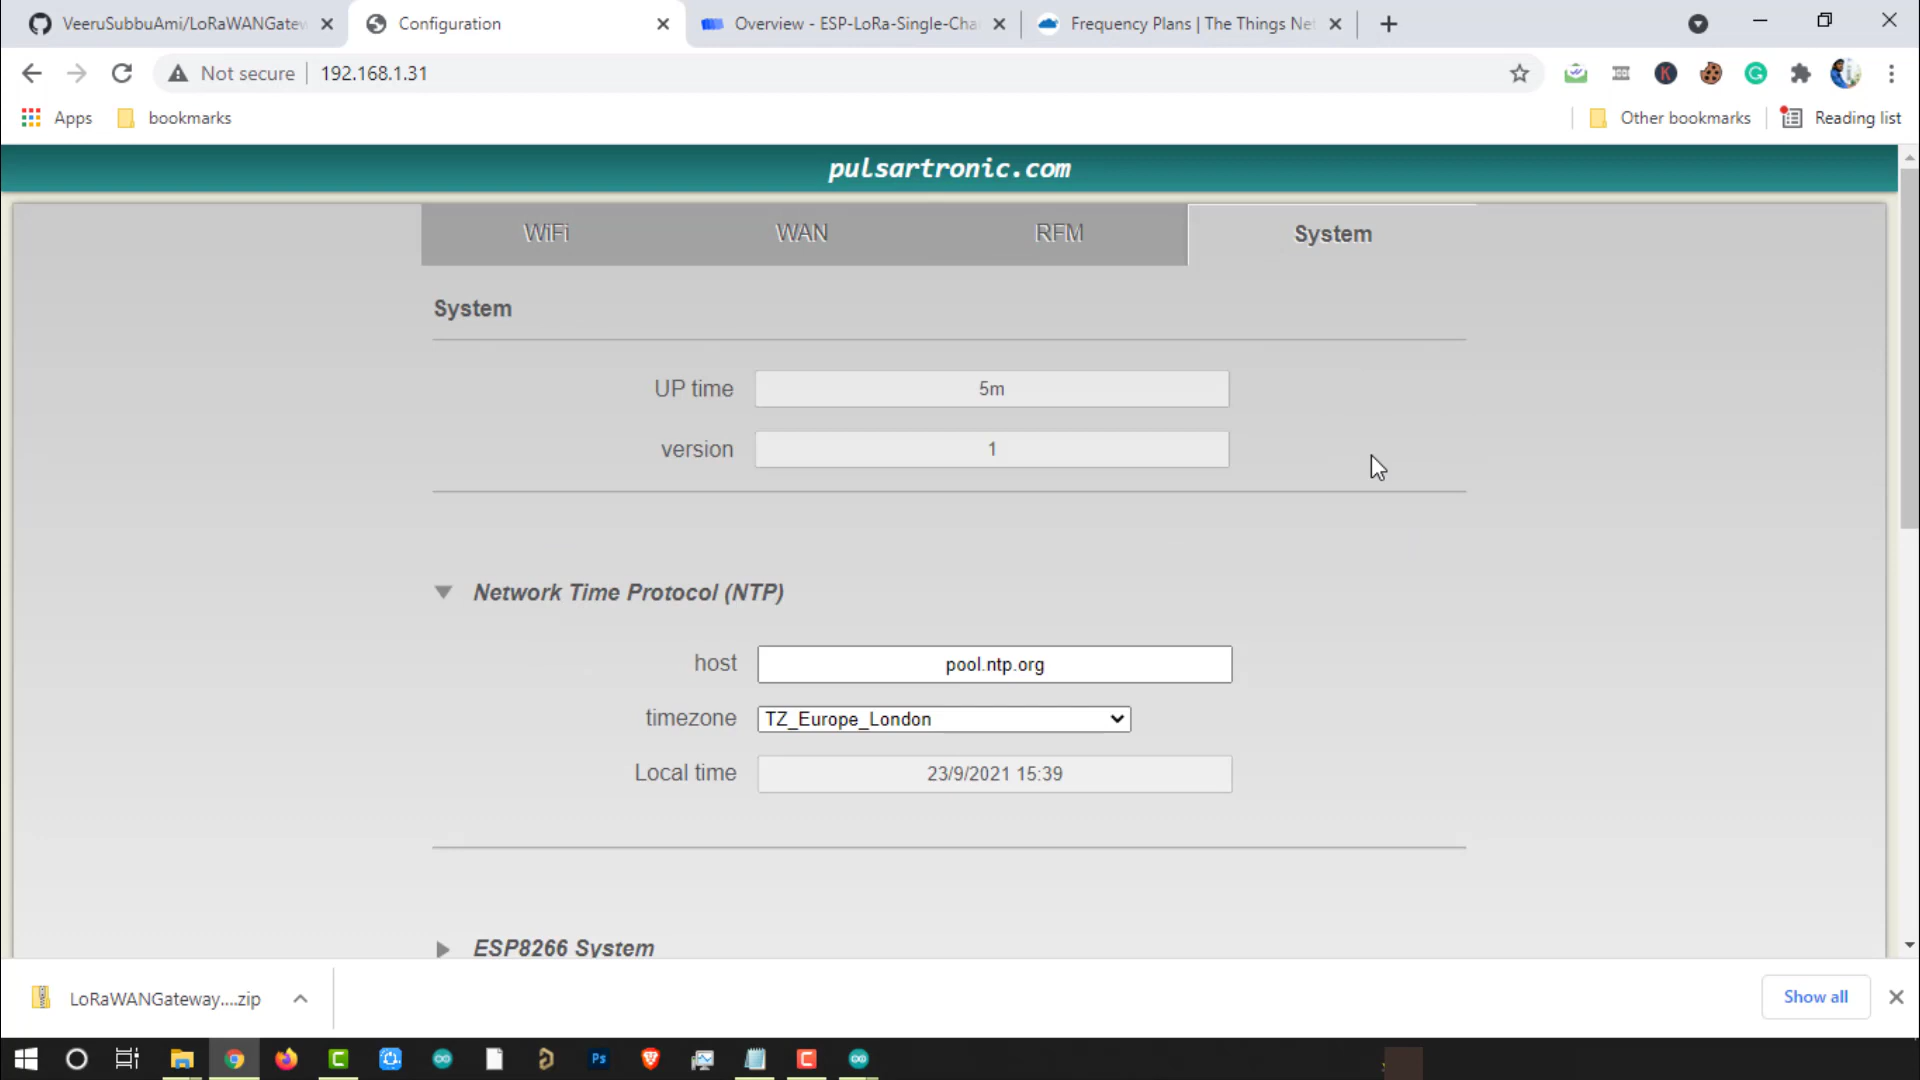 VeeruSubbuAmi/LoRaWANGatew
Configuration
Overview - ESP-LoRa-Single-Cha
Frequency Plans | The Things Net
Not secure
192.168.1.31
Apps
bookmarks
Other bookmarks
Reading list
pulsartronic.com
WiFi
WAN
RFM
System
System
UP time
5m
version
1
Network Time Protocol (NTP)
host
pool.ntp.org
timezone
TZ_Europe_London
Local time
23/9/2021 15:39
ESP8266 System
LoRaWANGateway....zip
Show all
Ps